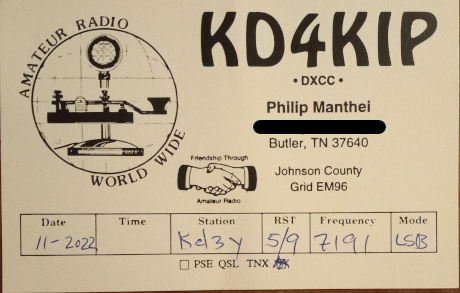 AMATEUR RADIO
WORLD WIDE
KD4KIP
• DXCC •
Philip Manthei
Butler, TN 37640
Friendship Through
Amateur Radio
Johnson County
Grid EM96
Date Time Station RST Frequency Mode
11-2022 Kd3y 5/9 7191 LSB
PSE QSL TNX